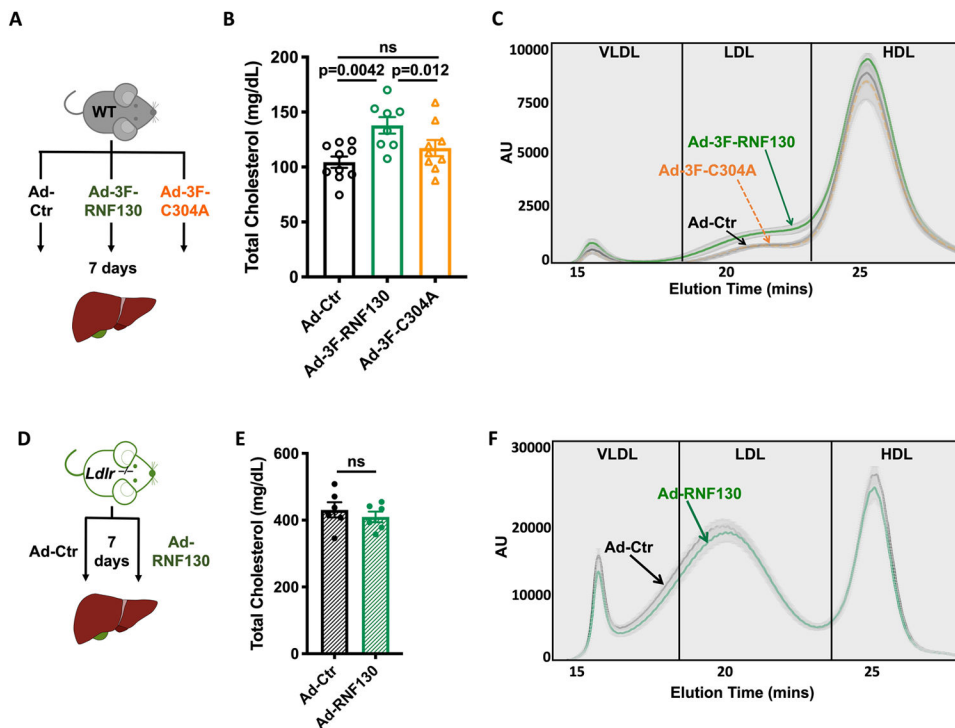 A
WT
Ad-
Ctr
Ad-3F-
RNF130
Ad-3F-
C304A
7 days
B
ns
p=0.0042 p=0.012
Total Cholesterol (mg/dL)
200
150
100
50
0
Ad-Ctr
Ad-3F-RNF130
Ad-3F-C304A
C
VLDL LDL HDL
AU
10000
7500
5000
2500
0
Ad-3F-RNF130
Ad-3F-C304A
Ad-Ctr
15 20 25
Elution Time (mins)
D
Ldlr -/-
Ad-Ctr
7
days
Ad-
RNF130
E
ns
Total Cholesterol (mg/dL)
600
400
200
0
Ad-Ctr
Ad-RNF130
F
VLDL LDL HDL
AU
30000
20000
10000
0
Ad-RNF130
Ad-Ctr
15 20 25
Elution Time (mins)